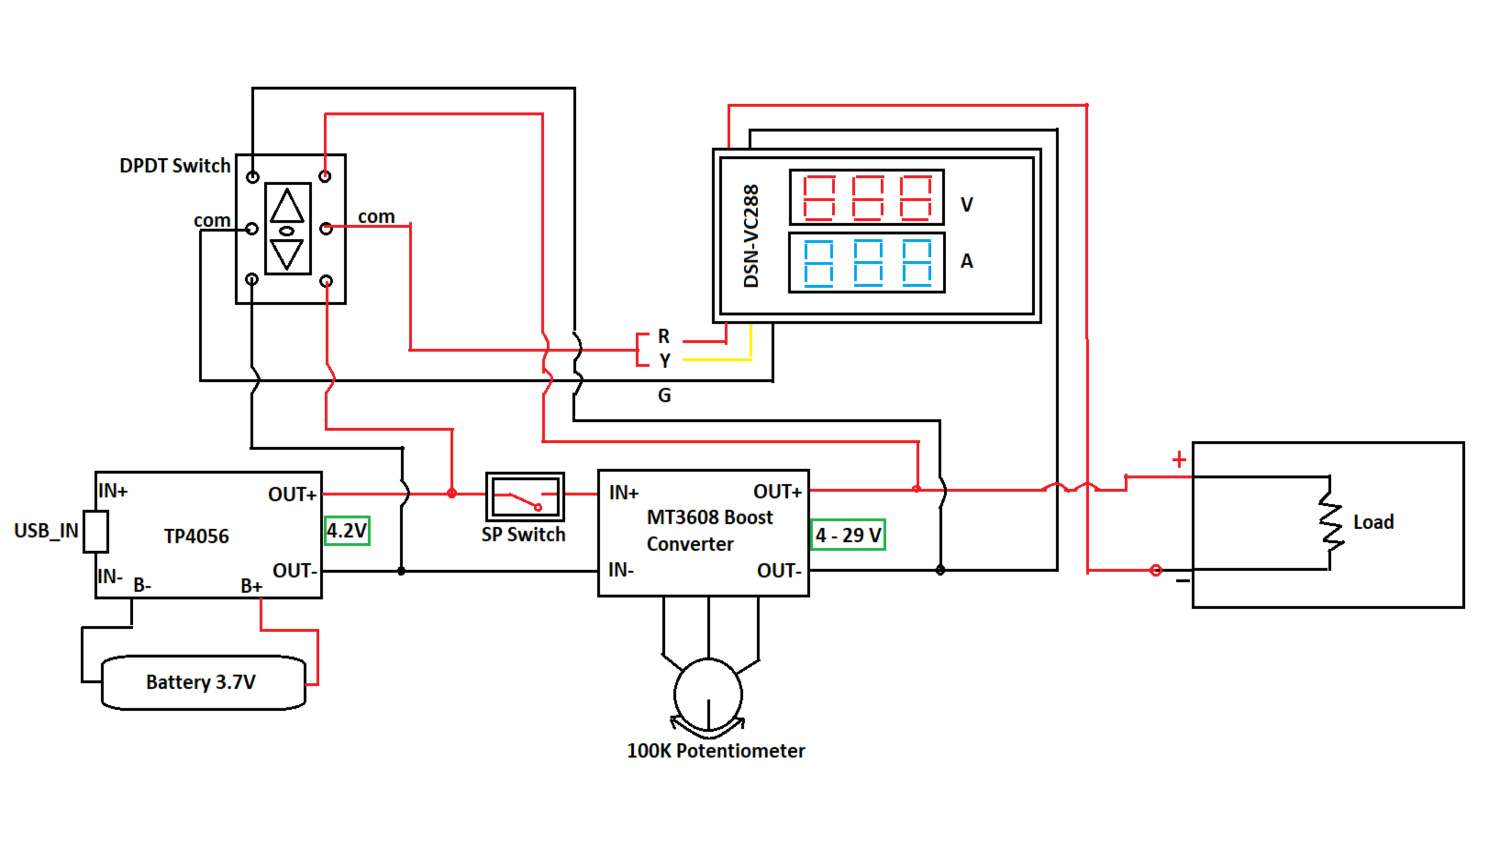 DPDT Switch
com
com
DSN-VC288
V
A
R
Y
G
+
IN+
OUT+
USB_IN
TP4056
4.2V
IN-
B-
B+
OUT-
SP Switch
IN+
OUT+
MT3608 Boost
Converter
4 - 29 V
IN-
OUT-
Load
−
Battery 3.7V
100K Potentiometer